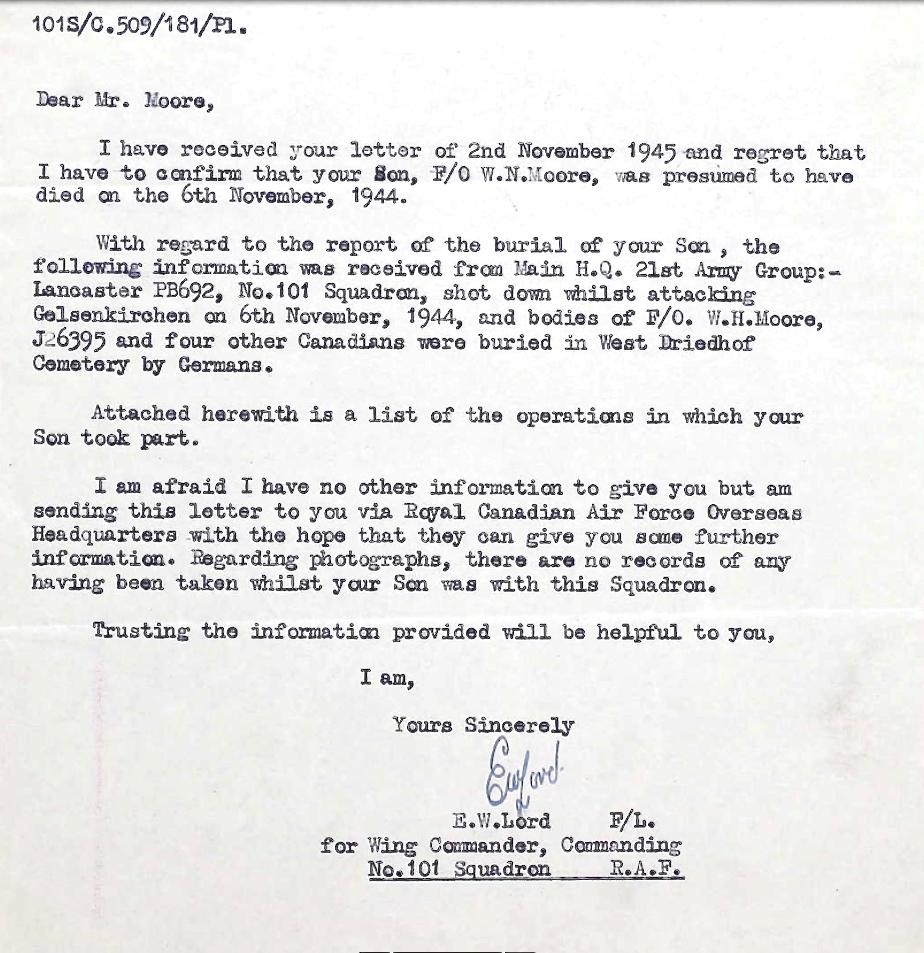 101S/C.509/181/P1.
Dear Mr. Moore,
I have received your letter of 2nd November 1945 and regret that
I have to confirm that your Son, F/O W.N.Moore, was presumed to have
died on the 6th November, 1944.
With regard to the report of the burial of your Son , the
following information was received from Main H.Q. 21st Army Group:-
Lancaster PB692, No.101 Squadron, shot down whilst attacking
Gelsenkirchen on 6th November, 1944, and bodies of F/O. W.H.Moore,
J26395 and four other Canadians were buried in West Driedhof
Cemetery by Germans.
Attached herewith is a list of the operations in which your
Son took part.
I am afraid I have no other information to give you but am
sending this letter to you via Royal Canadian Air Force Overseas
Headquarters with the hope that they can give you some further
information. Regarding photographs, there are no records of any
having been taken whilst your Son was with this Squadron.
Trusting the information provided will be helpful to you,
I am,
Yours Sincerely
EWLord.
E.W.Lord F/L.
for Wing Commander, Commanding
No.101 Squadron R.A.F.